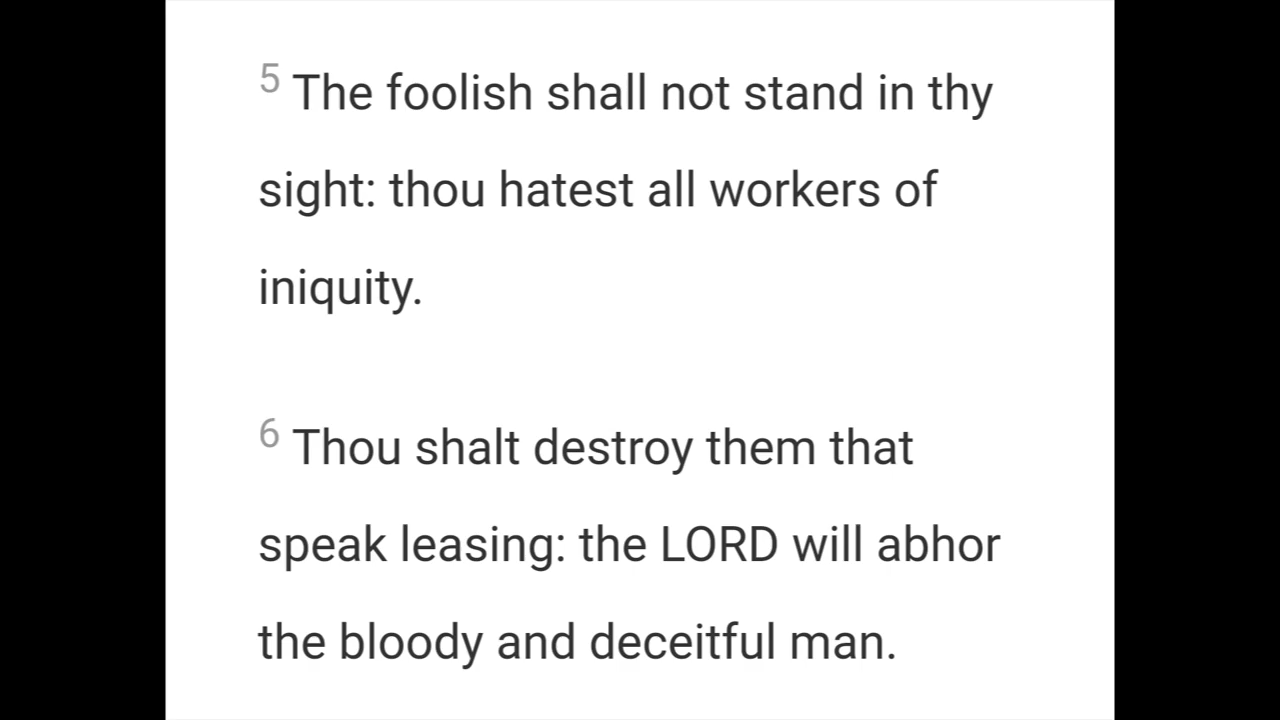 5 The foolish shall not stand in thy
sight: thou hatest all workers of
iniquity.
6 Thou shalt destroy them that
speak leasing: the LORD will abhor
the bloody and deceitful man.